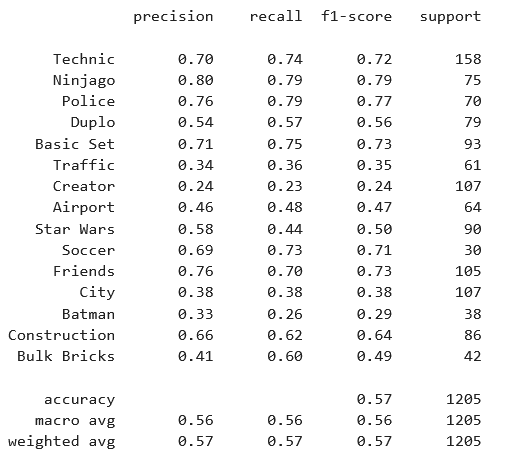 precision recall f1-score support
Technic 0.70 0.74 0.72 158
Ninjago 0.80 0.79 0.79 75
Police 0.76 0.79 0.77 70
Duplo 0.54 0.57 0.56 79
Basic Set 0.71 0.75 0.73 93
Traffic 0.34 0.36 0.35 61
Creator 0.24 0.23 0.24 107
Airport 0.46 0.48 0.47 64
Star Wars 0.58 0.44 0.50 90
Soccer 0.69 0.73 0.71 30
Friends 0.76 0.70 0.73 105
City 0.38 0.38 0.38 107
Batman 0.33 0.26 0.29 38
Construction 0.66 0.62 0.64 86
Bulk Bricks 0.41 0.60 0.49 42
accuracy 0.57 1205
macro avg 0.56 0.56 0.56 1205
weighted avg 0.57 0.57 0.57 1205